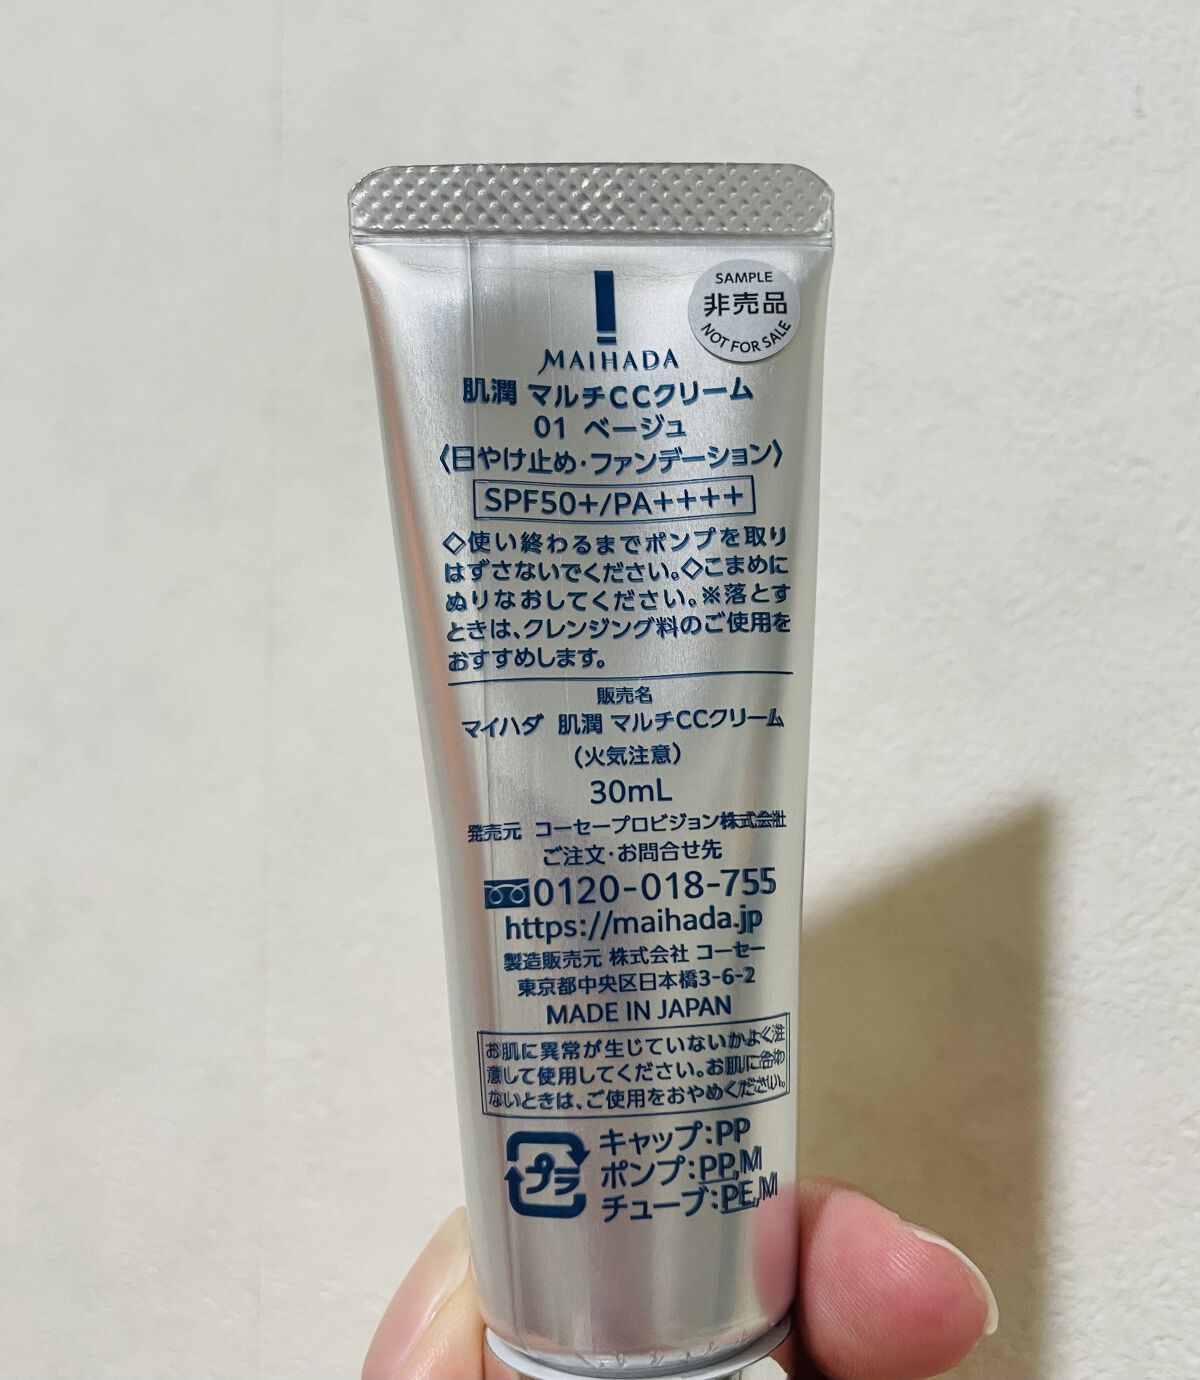 SAMPLE
非売品
NOT FOR SALE
MAIHADA
肌潤 マルチCCクリーム
01 ベージュ
〈日やけ止め・ファンデーション〉
SPF50+/PA++++
◇使い終わるまでポンプを取り
はずさないでください。◇こまめに
ぬりなおしてください。※落とす
ときは、クレンジング料のご使用を
おすすめします。
販売名
マイハダ 肌潤 マルチCCクリーム
(火気注意)
30mL
発売元 コーセープロビジョン株式会社
ご注文・お問合せ先
0120-018-755
https://maihada.jp
製造販売元 株式会社 コーセー
東京都中央区日本橋3-6-2
MADE IN JAPAN
お肌に異常が生じていないかよく注
意して使用してください。お肌に合わ
ないときは、ご使用をおやめください。
プラ
キャップ:PP
ポンプ:PP,M
チューブ:PE,M